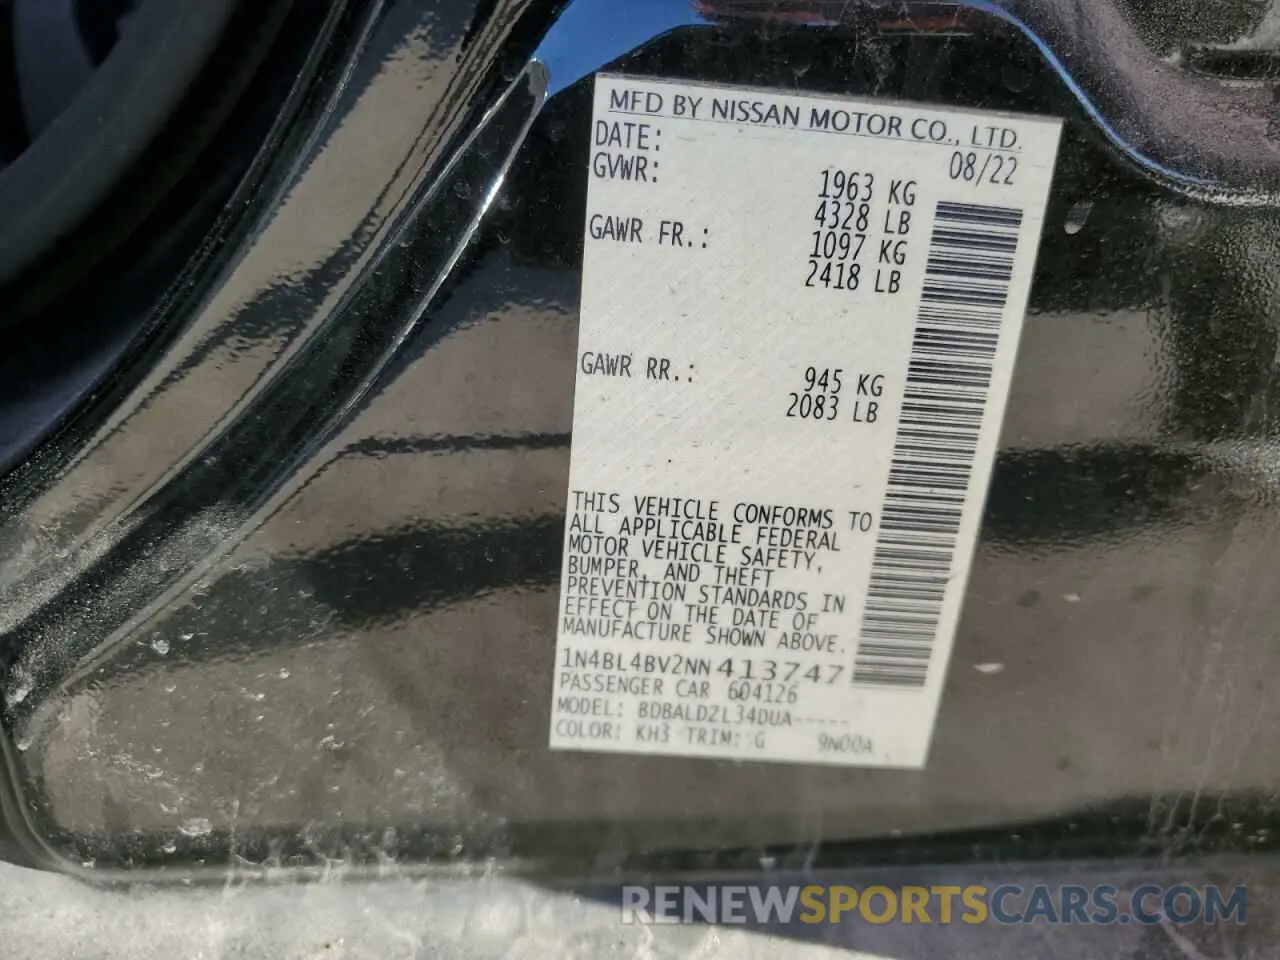 MFD BY NISSAN MOTOR CO., LTD.
DATE: 08/22
GVWR: 1963 KG
4328 LB
GAWR FR.: 1097 KG
2418 LB
GAWR RR.: 945 KG
2083 LB
THIS VEHICLE CONFORMS TO
ALL APPLICABLE FEDERAL
MOTOR VEHICLE SAFETY,
BUMPER, AND THEFT
PREVENTION STANDARDS IN
EFFECT ON THE DATE OF
MANUFACTURE SHOWN ABOVE.
1N4BL4BV2NN413747
PASSENGER CAR 604126
MODEL: BDBALDZL34DUA-----
COLOR: KH3 TRIM: G 9N00A
RENEWSPORTSCARS.COM